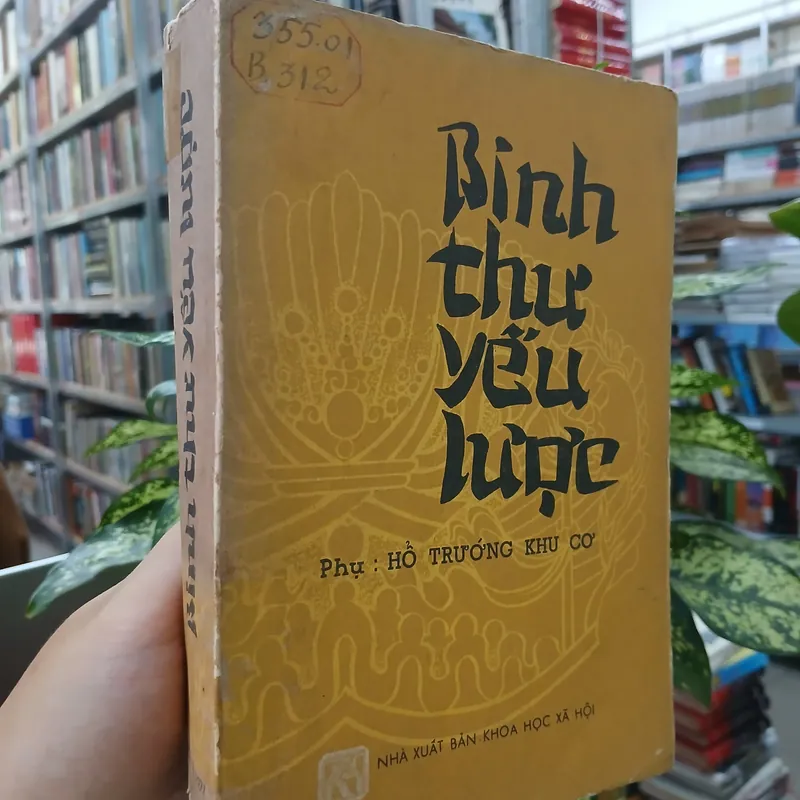 355.01
B 312
Binh
thư
yếu
lược
Phụ : HỔ TRƯỚNG KHU CƠ
NHÀ XUẤT BẢN KHOA HỌC XÃ HỘI
Binh thư yếu lược